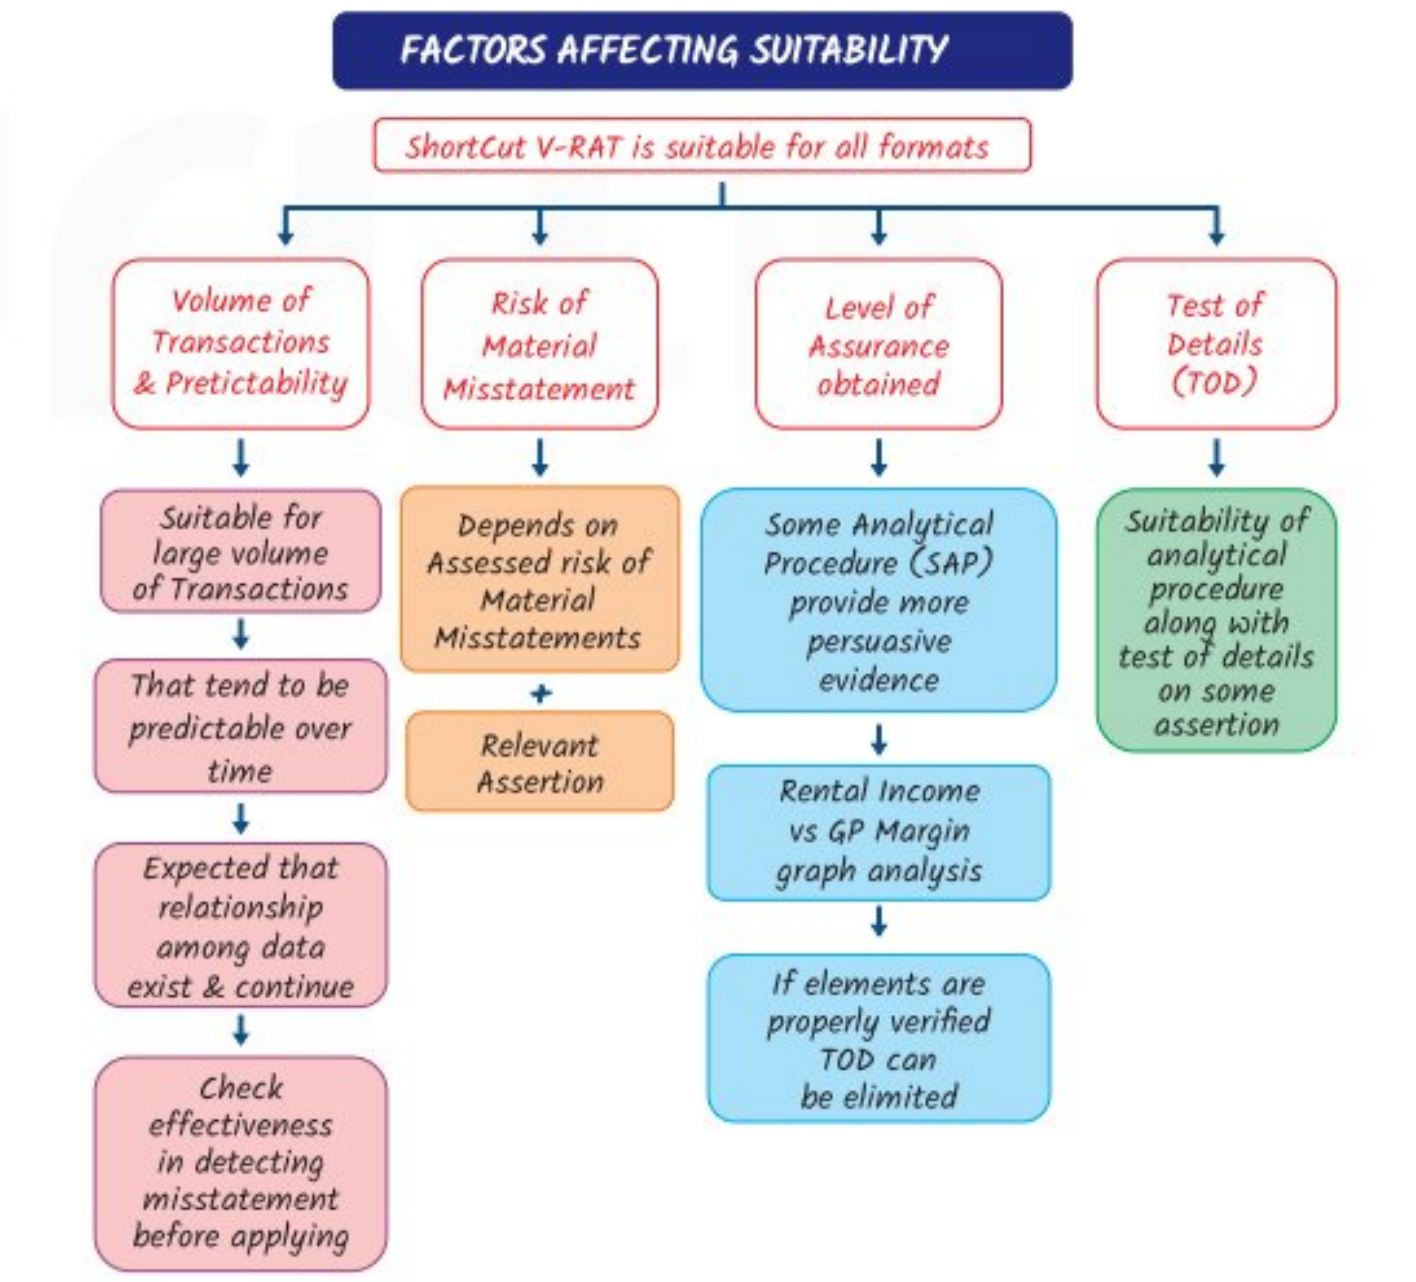 FACTORS AFFECTING SUITABILITY
ShortCut V-RAT is suitable for all formats
Volume of
Transactions
& Pretictability
Suitable for
large volume
of Transactions
That tend to be
predictable over
time
Expected that
relationship
among data
exist & continue
Check
effectiveness
in detecting
misstatement
before applying
Risk of
Material
Misstatement
Depends on
Assessed risk of
Material
Misstatements
+
Relevant
Assertion
Level of
Assurance
obtained
Some Analytical
Procedure (SAP)
provide more
persuasive
evidence
Rental Income
vs GP Margin
graph analysis
If elements are
properly verified
TOD can
be elimited
Test of
Details
(TOD)
Suitability of
analytical
procedure
along with
test of details
on some
assertion